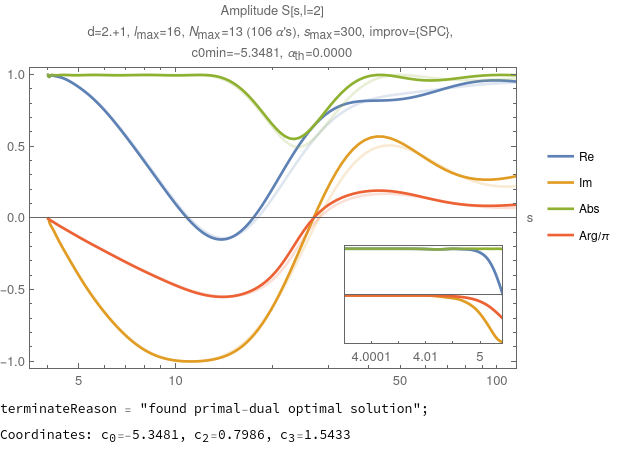 Amplitude S[s,l=2]
d=2.+1, lmax=16, Nmax=13 (106 α's), smax=300, improv={SPC},
c0min=−5.3481, αth=0.0000
1.0
0.5
0.0
−0.5
−1.0
s
Re
Im
Abs
Arg/π
4.0001 4.01 5
5 10 50 100
terminateReason = "found primal-dual optimal solution";
Coordinates: c0=-5.3481, c2=0.7986, c3=1.5433